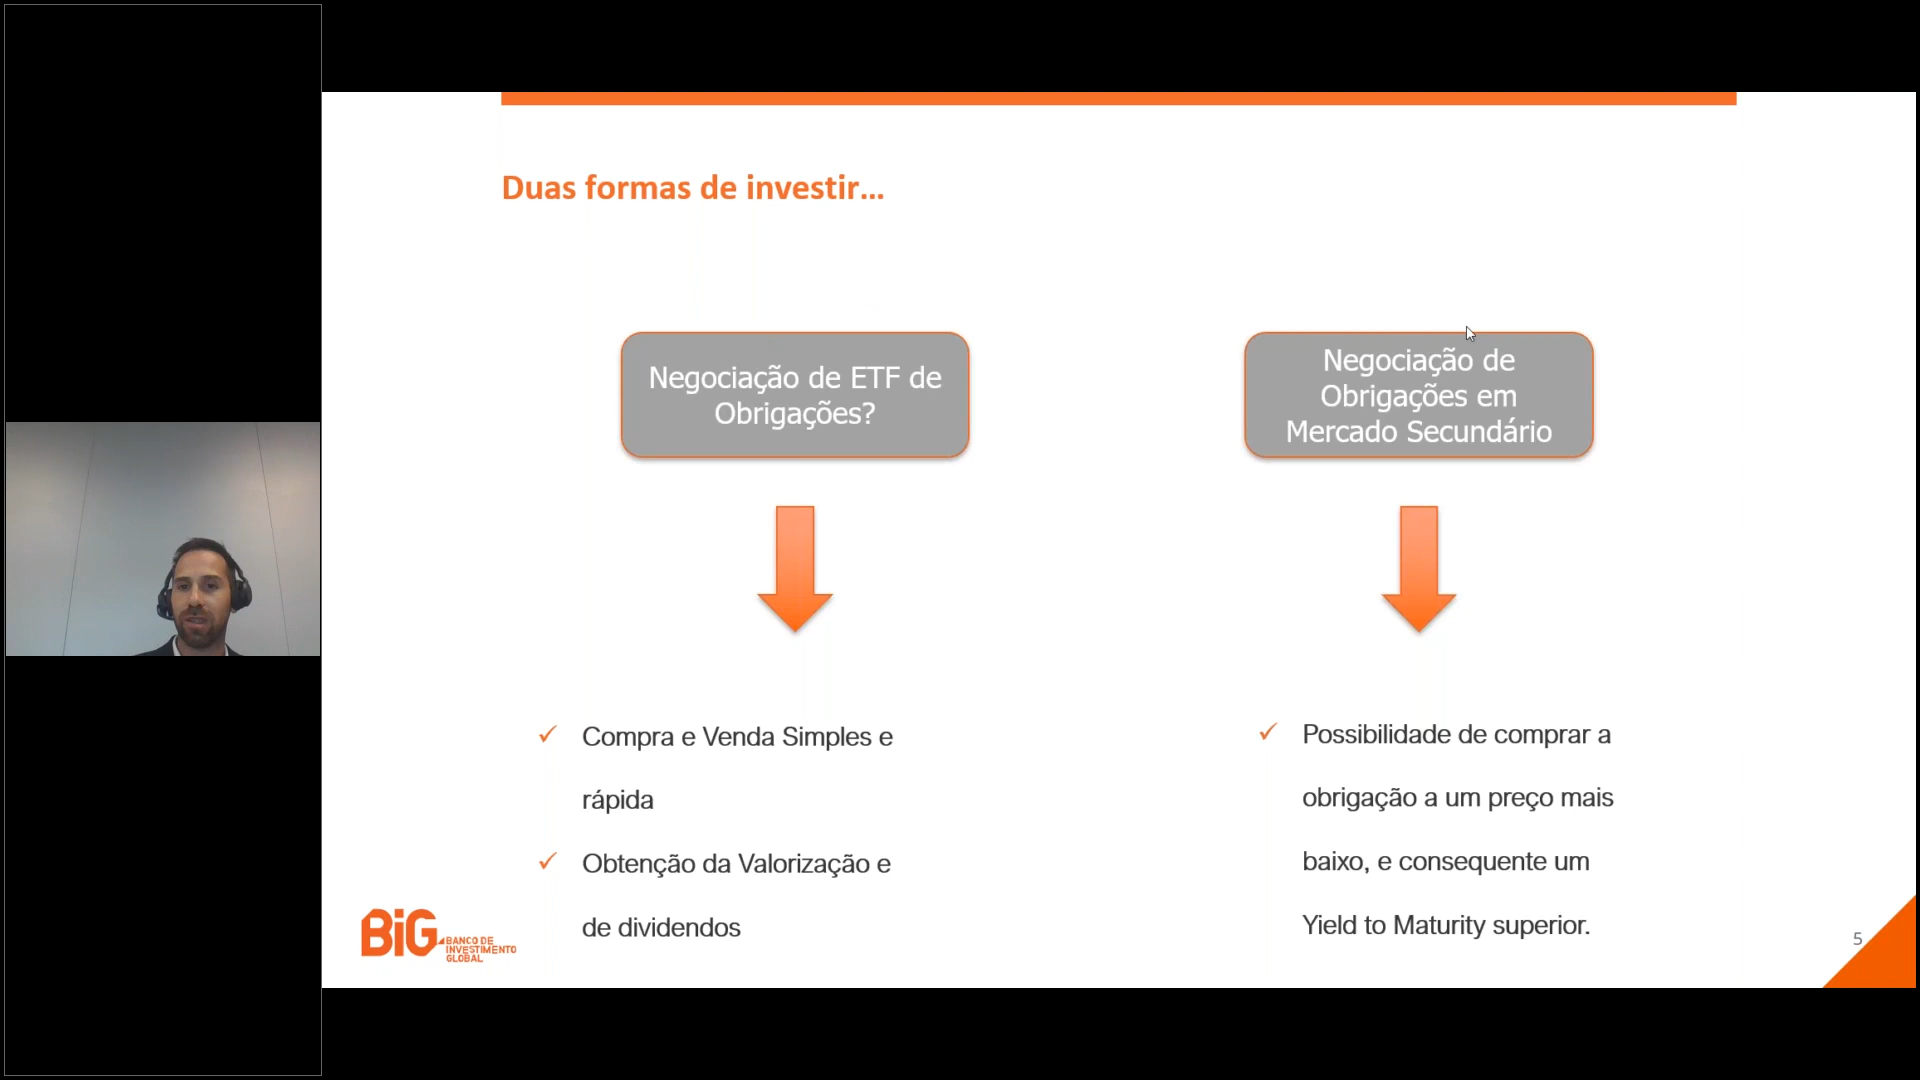 Duas formas de investir...
Negociação de ETF de
Obrigações?
Negociação de
Obrigações em
Mercado Secundário
✓ Compra e Venda Simples e
rápida
✓ Obtenção da Valorização e
de dividendos
✓ Possibilidade de comprar a
obrigação a um preço mais
baixo, e consequente um
Yield to Maturity superior.
BiG
BANCO DE
INVESTIMENTO
GLOBAL
5